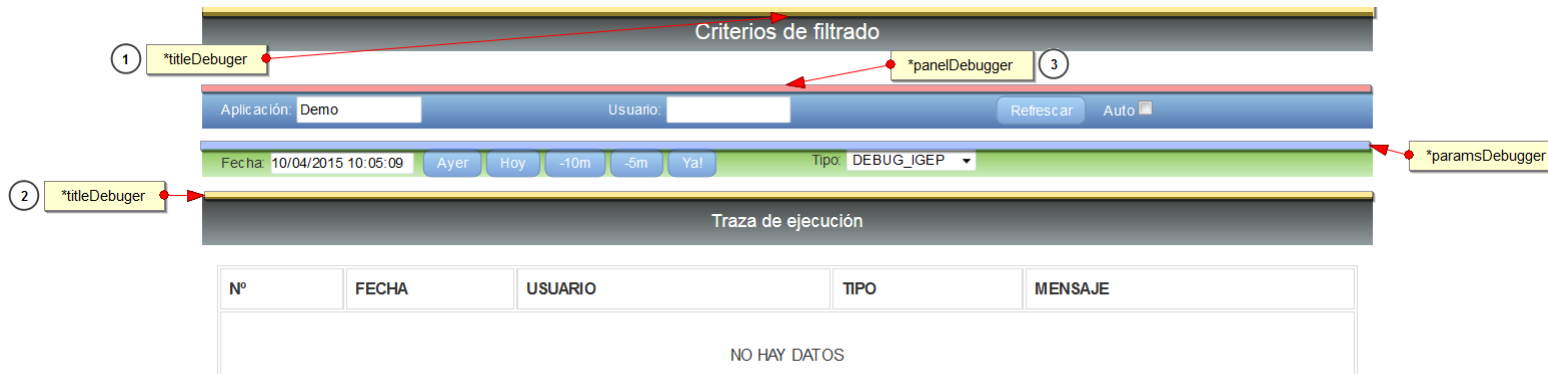 Criterios de filtrado
1 *titleDebuger
*panelDebugger 3
Aplicación: Demo Usuario: Refrescar Auto
Fecha: 10/04/2015 10:05:09 Ayer Hoy -10m -5m Ya! Tipo: DEBUG_IGEP
*paramsDebugger
2 *titleDebuger
Traza de ejecución
Nº FECHA USUARIO TIPO MENSAJE
NO HAY DATOS